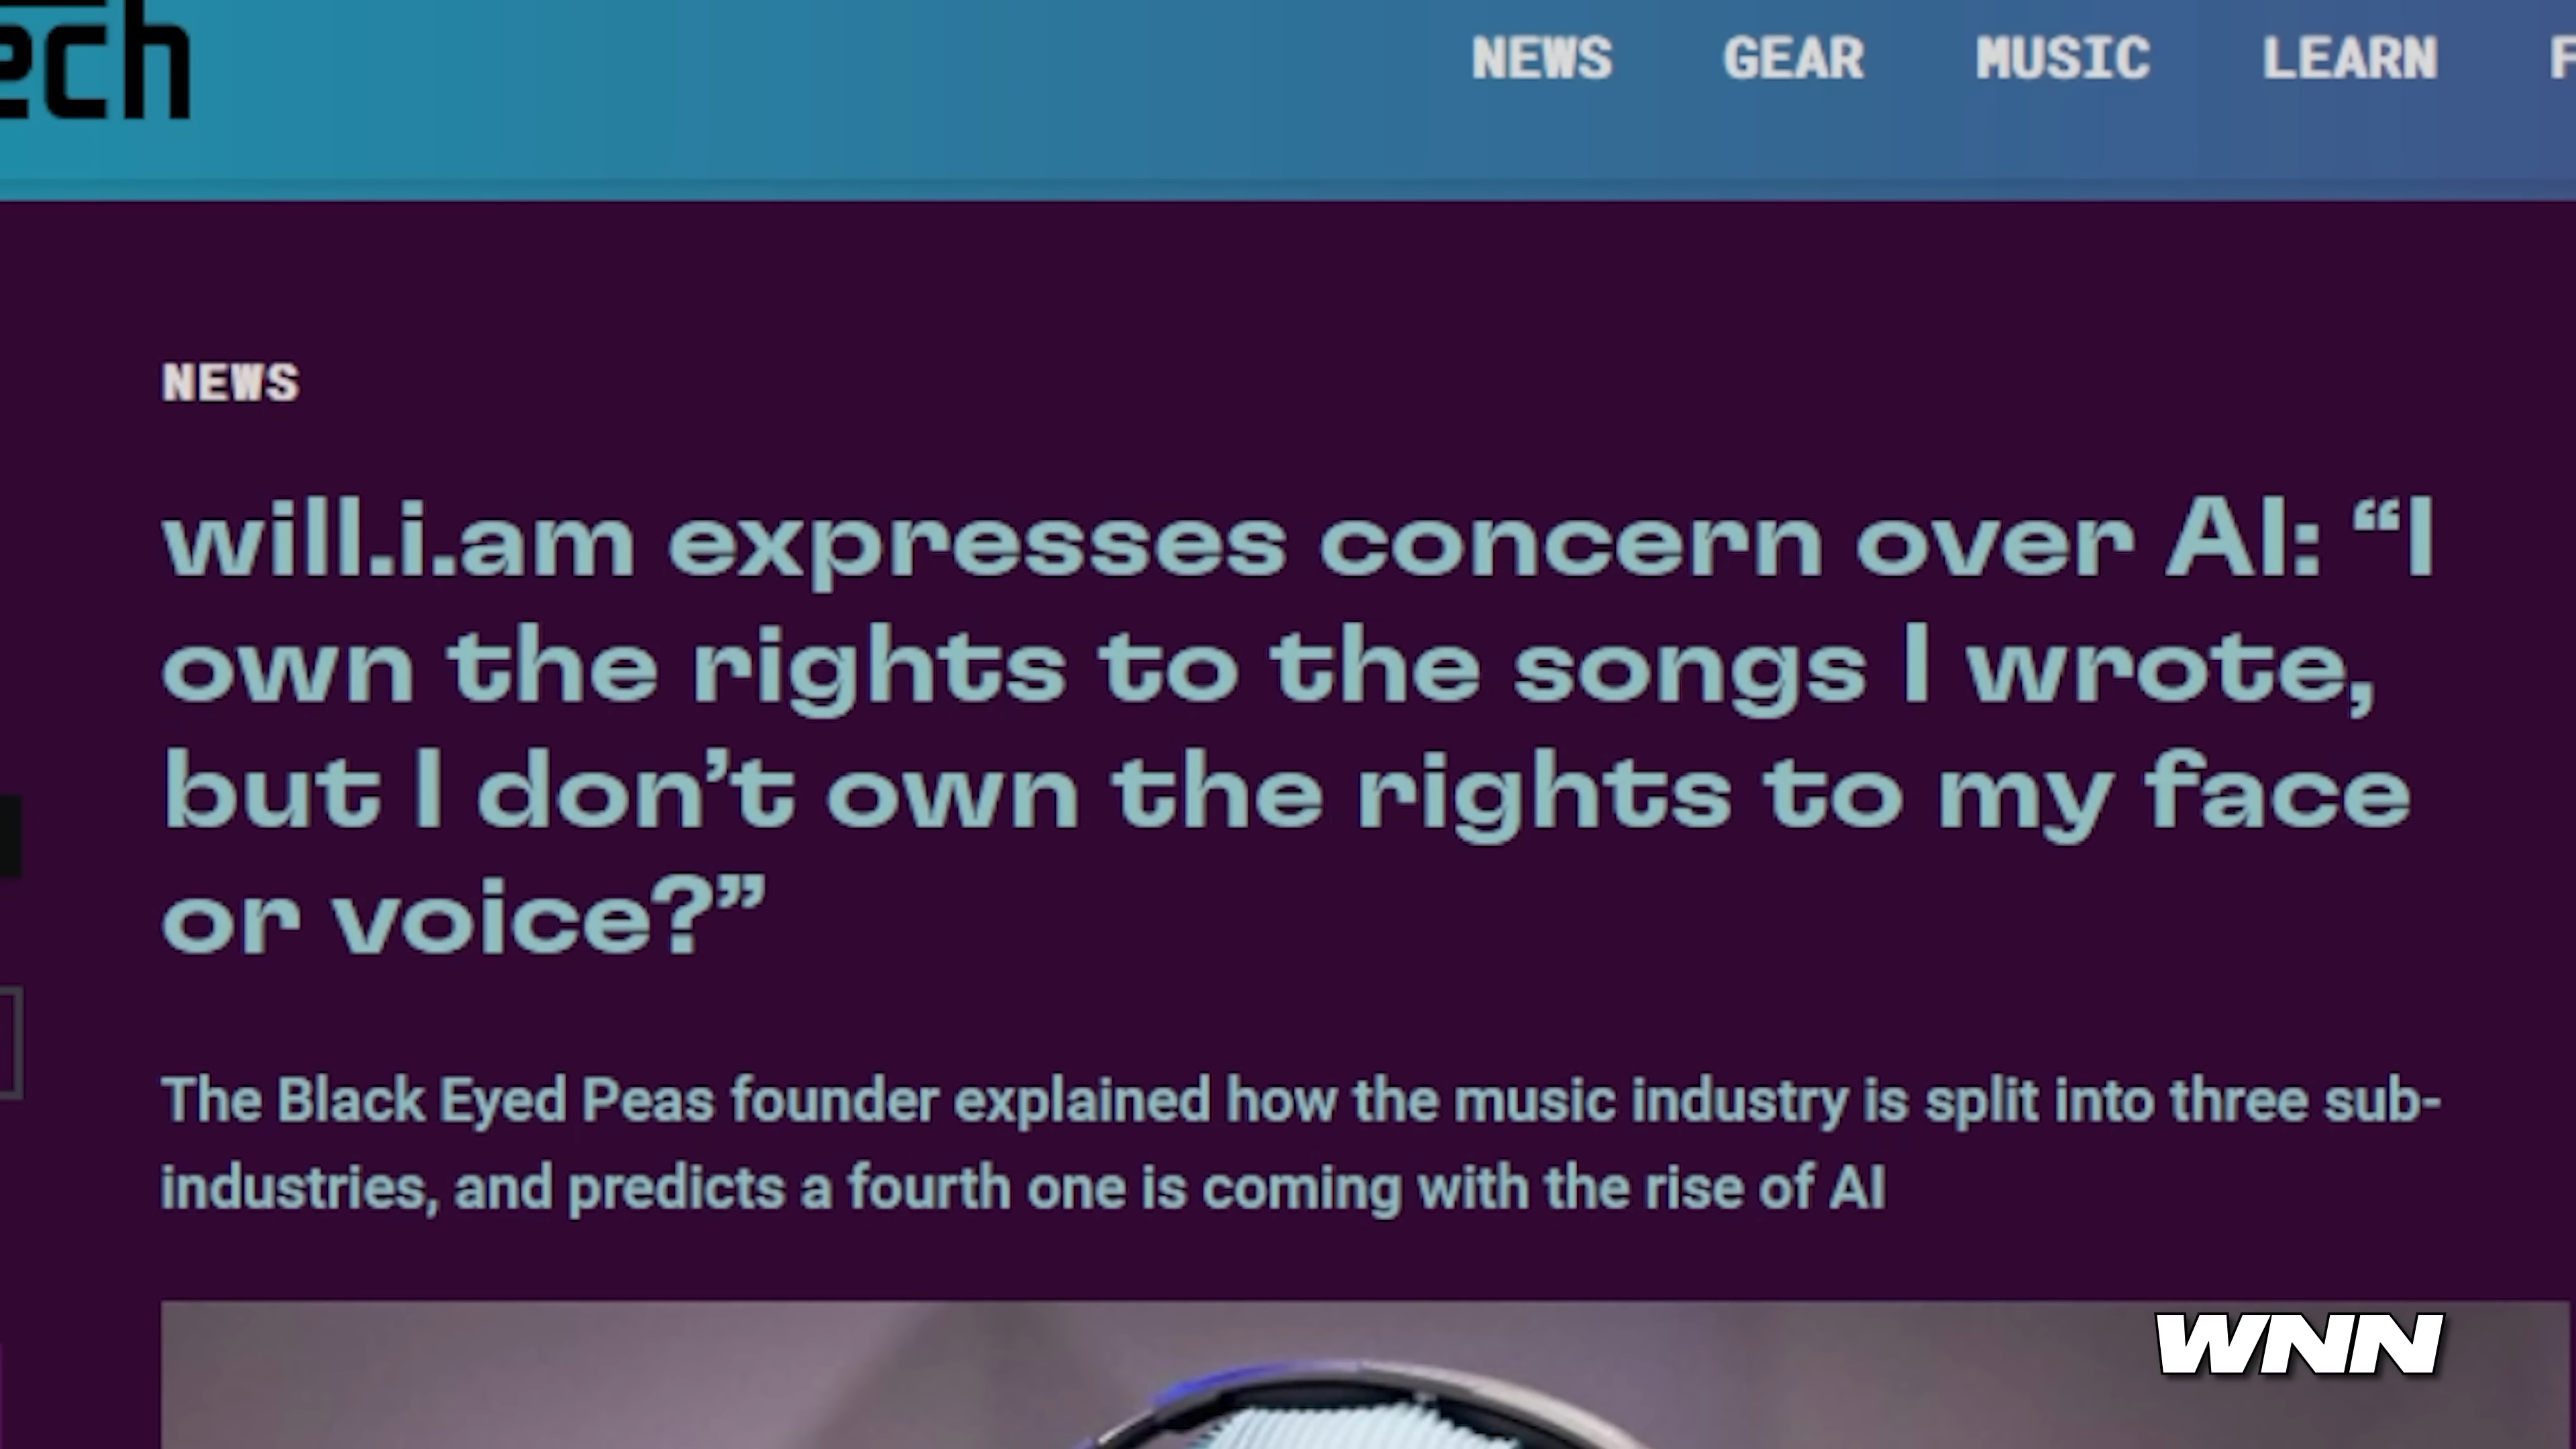 ech
NEWS GEAR MUSIC LEARN F
NEWS
will.i.am expresses concern over AI: “I
own the rights to the songs I wrote,
but I don’t own the rights to my face
or voice?”
The Black Eyed Peas founder explained how the music industry is split into three sub-
industries, and predicts a fourth one is coming with the rise of AI
WNN